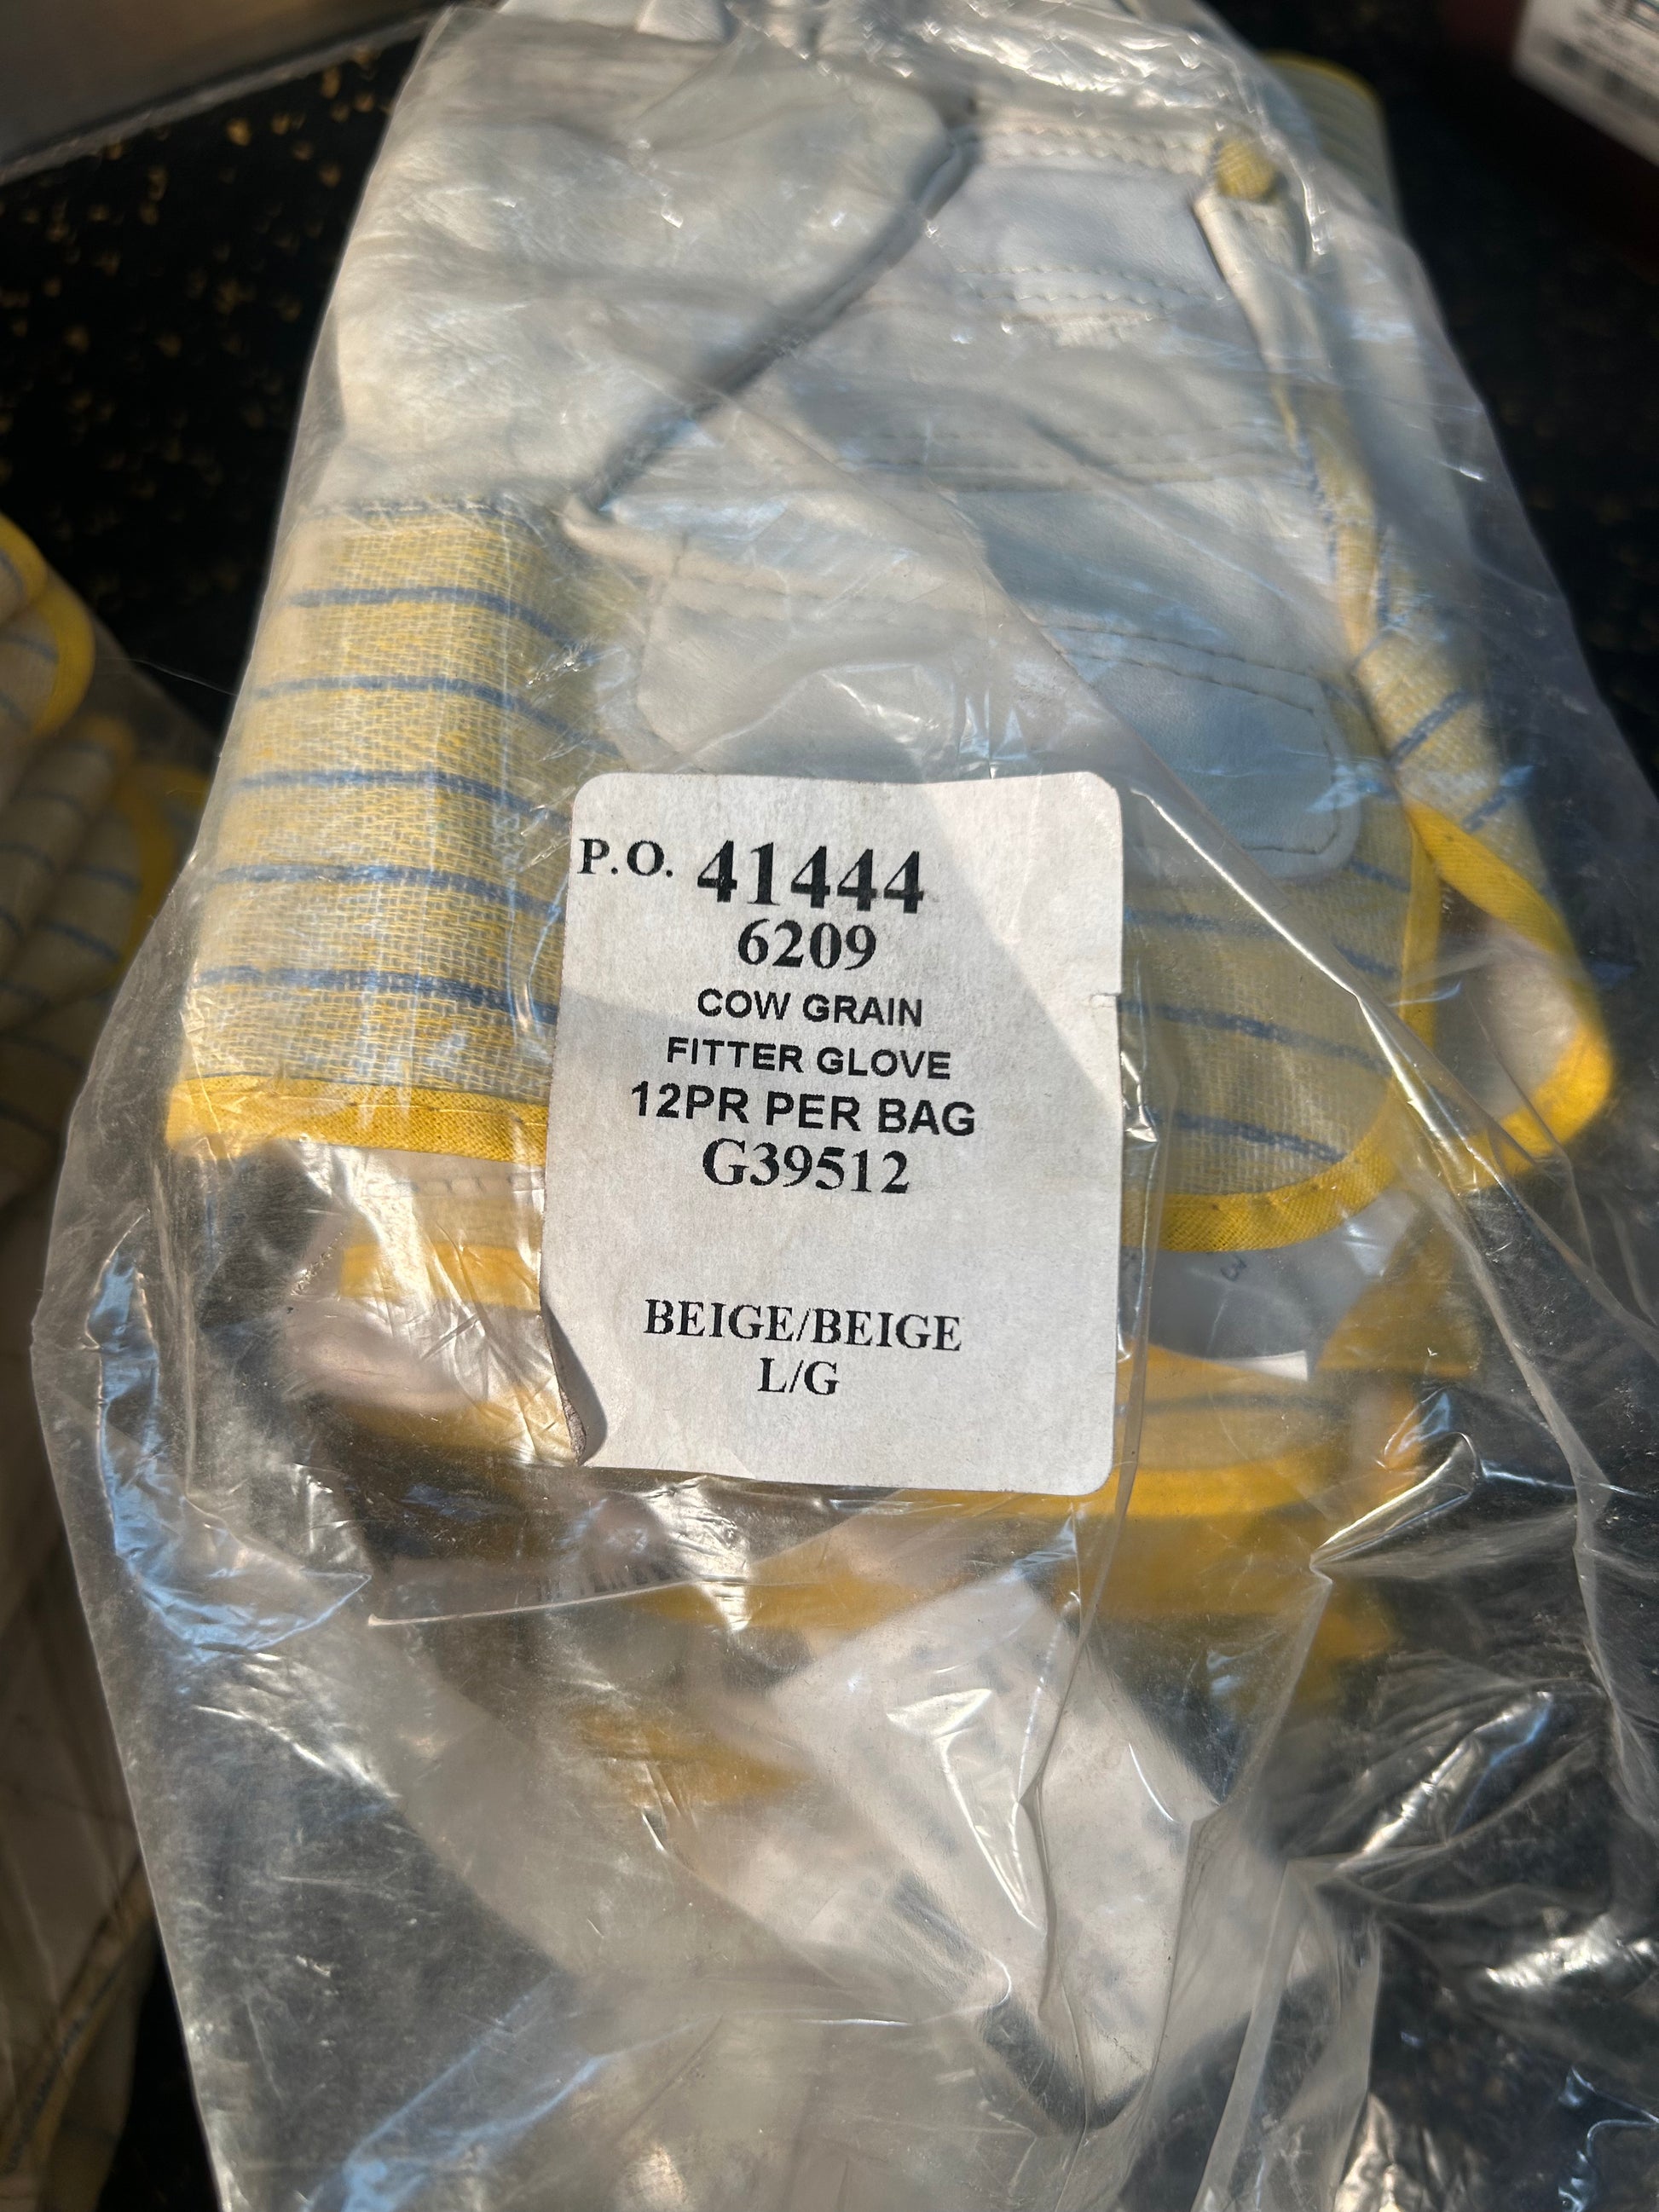 P.O. 41444
6209
COW GRAIN
FITTER GLOVE
12PR PER BAG
G39512
BEIGE/BEIGE
L/G